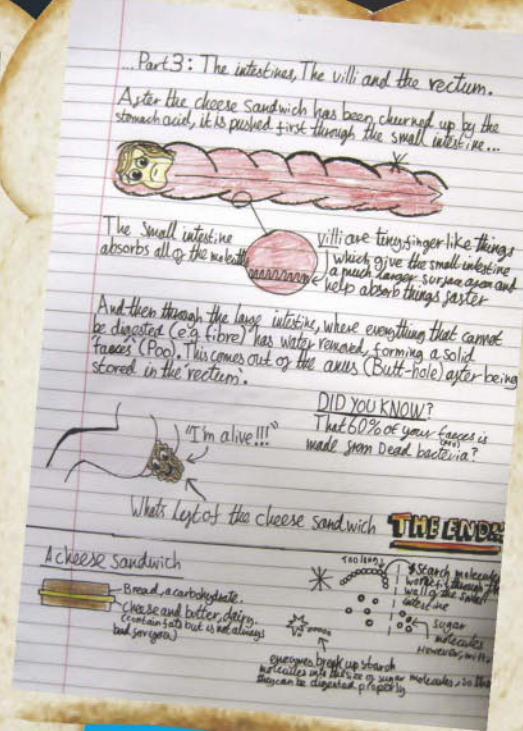 ...Part 3: The intestines, The villi and the rectum.
After the cheese sandwich has been churned up by the
stomach acid, it is pushed first through the small intestine...
The Small intestine
absorbs all of the
villi are tiny finger like things
which give the small intestine
a much larger surface area and
help absorb things faster
And then through the large intestine, where everything that cannot
be digested (e.g fibre) has water removed, forming a solid
'faeces' (Poo). This comes out of the anus (Butt-hole) after being
stored in the 'rectum'.
DID YOU KNOW?
That 60% of your faeces is
(poo)
made from Dead bacteria?
"I'm alive!!!"
Whats left of the cheese sandwich
THE END!!
A cheese sandwich
Bread, a carbohydrate.
Cheese and butter, dairy.
(contain fats but is not always
bad for you)
Too long
Starch molecules
won't fit through the
wall of the small
intestine
sugar
molecules
However, with
enzymes break up starch
molecules into the size of sugar molecules, so that
they can be digested properly